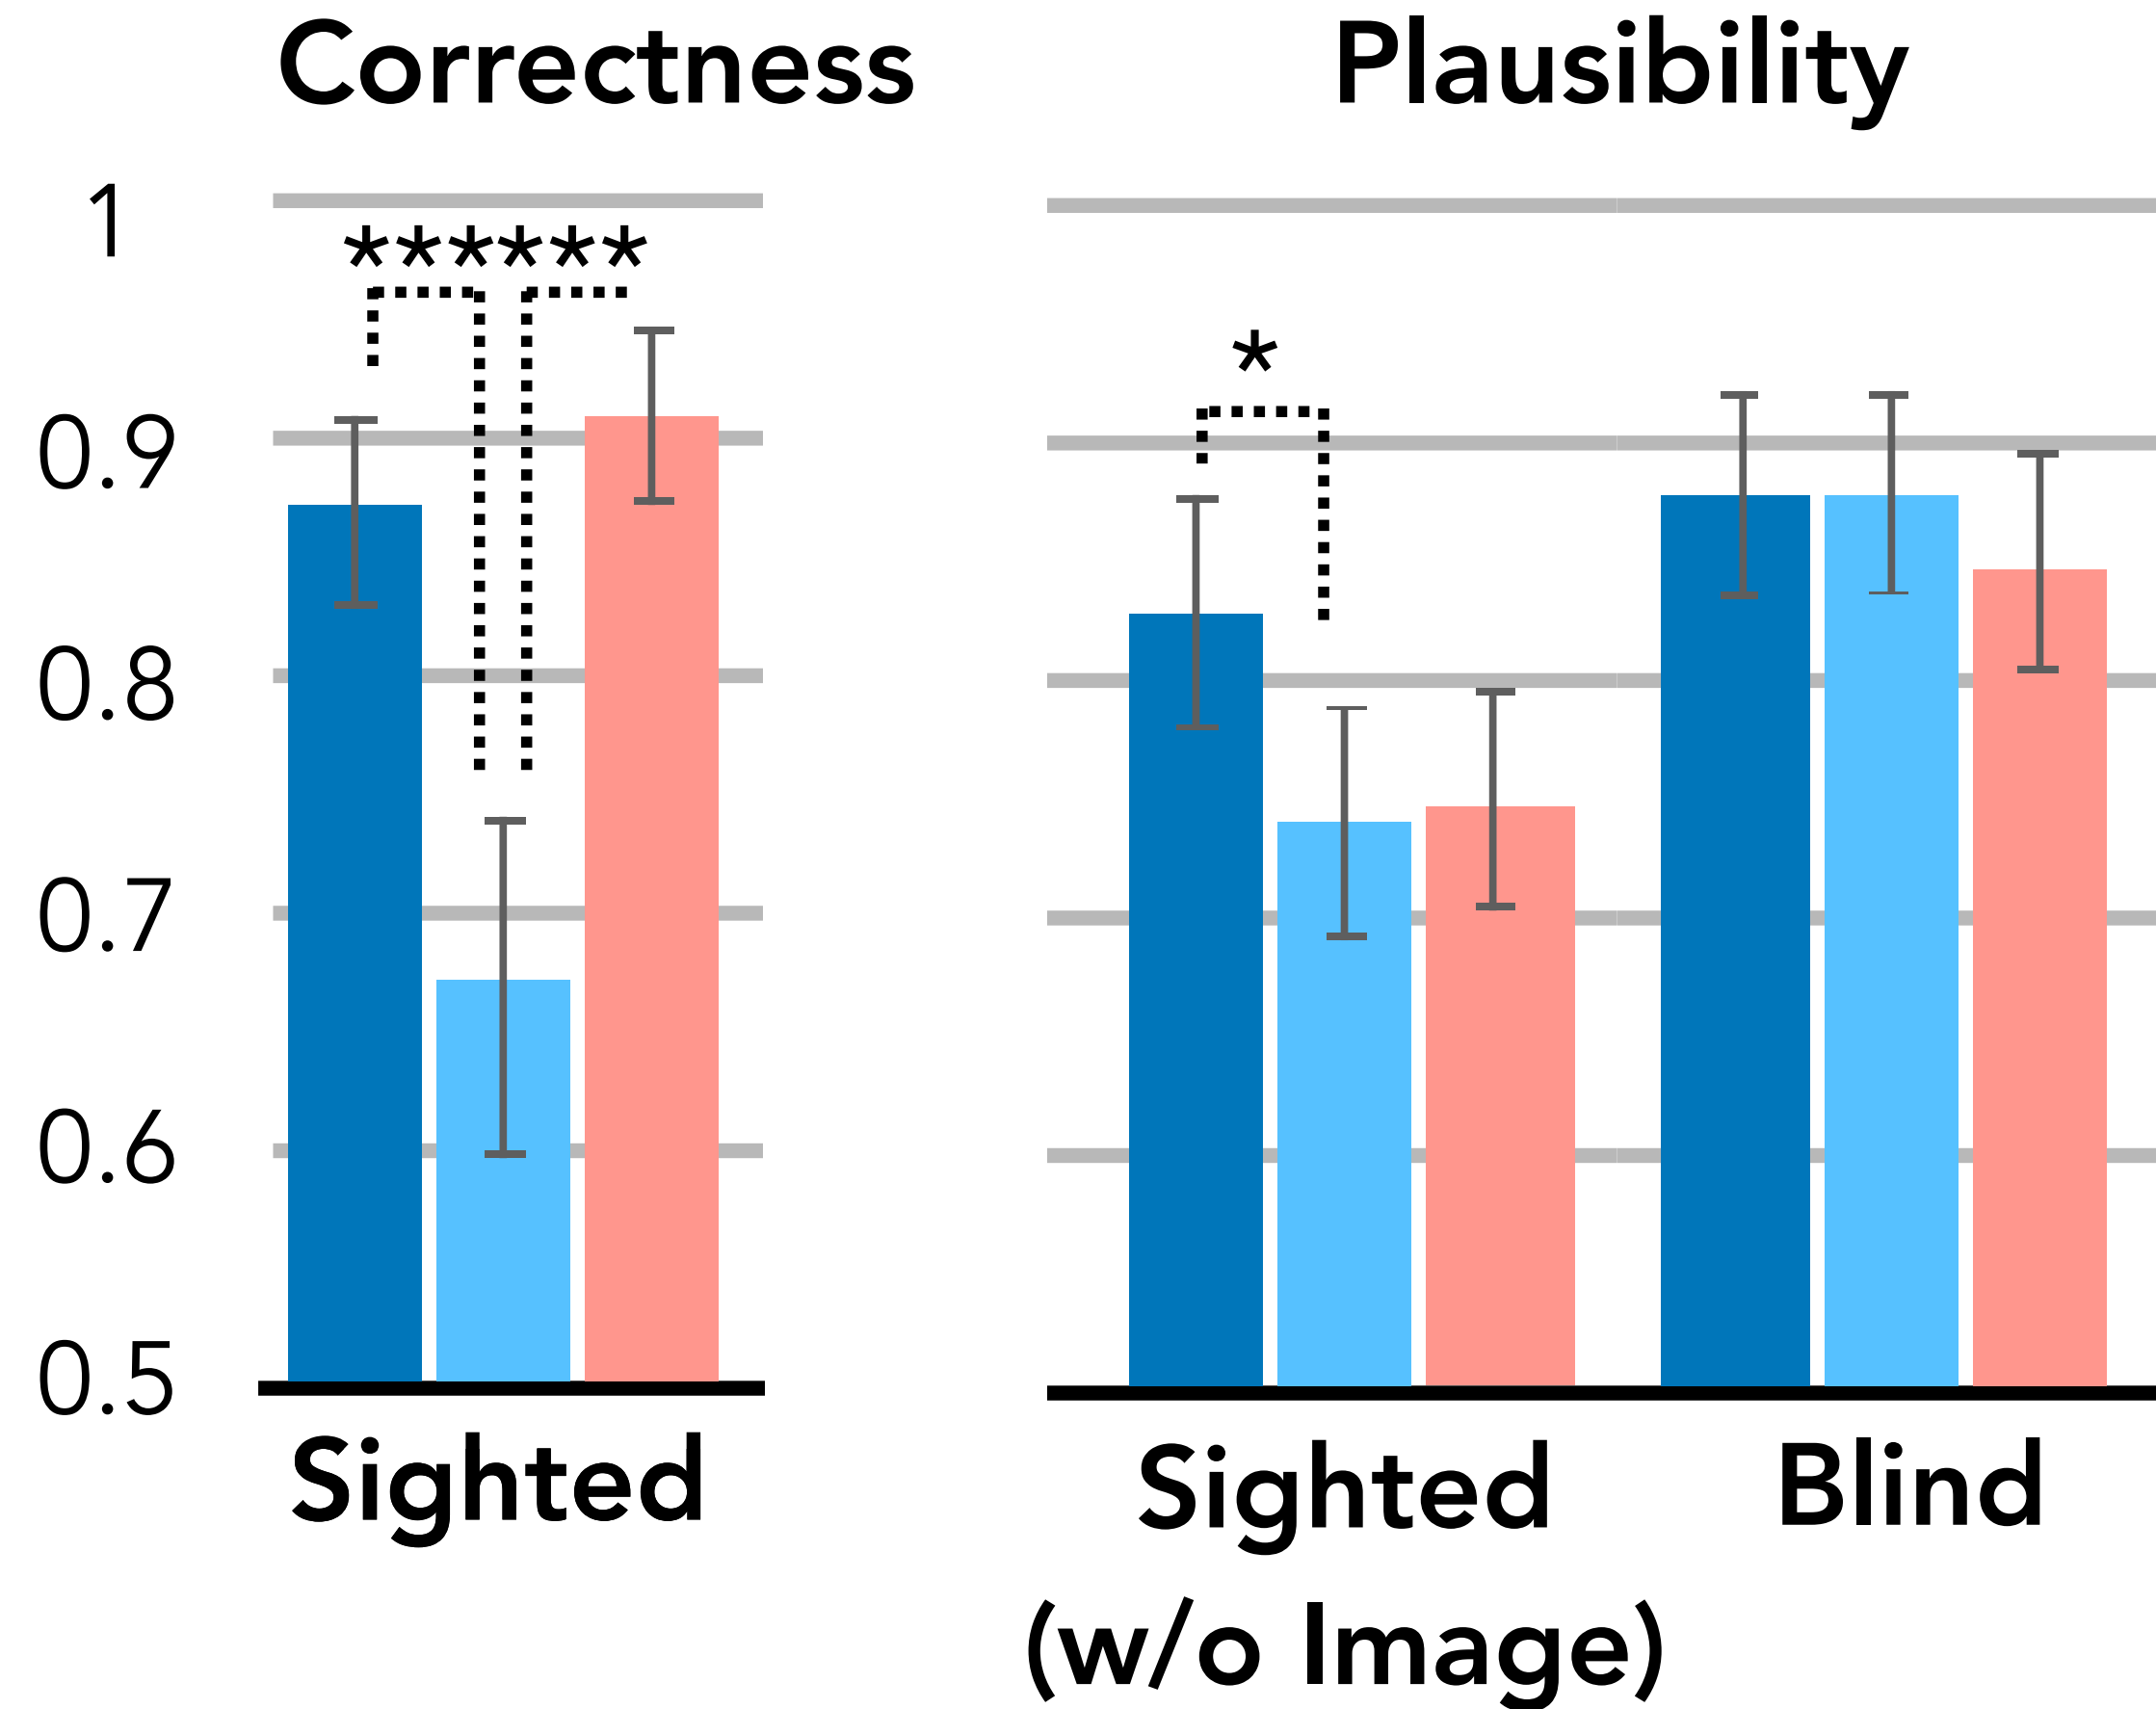 Correctness Plausibility
1
******
*
0.9
0.8
0.7
0.6
0.5
Sighted Sighted Blind
(w/o Image)